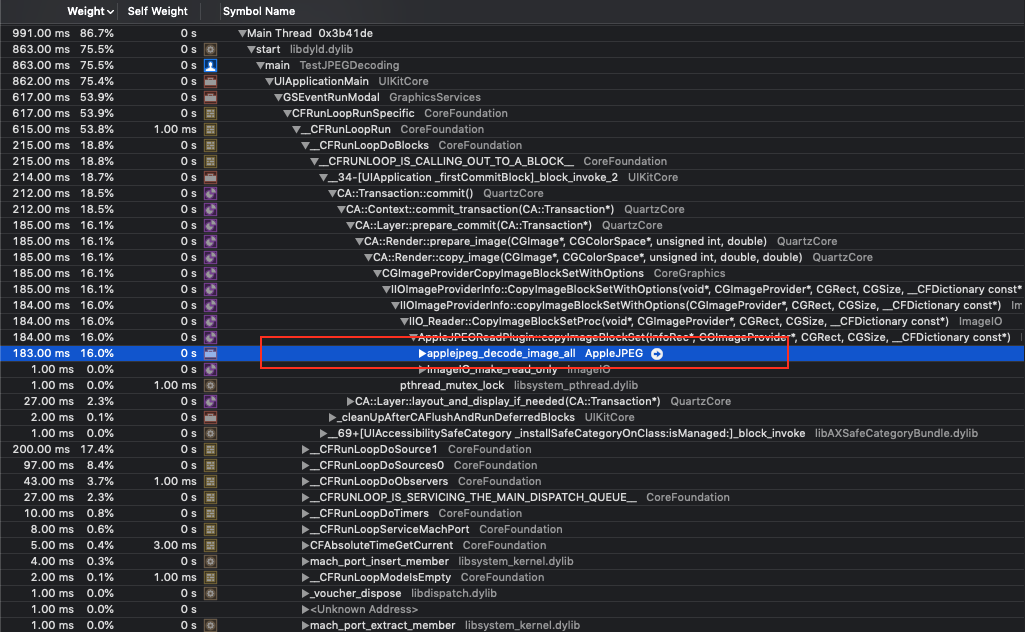 Weight Self Weight Symbol Name
991.00 ms 86.7% 0 s Main Thread 0x3b41de
863.00 ms 75.5% 0 s start libdyld.dylib
863.00 ms 75.5% 0 s main TestJPEGDecoding
862.00 ms 75.4% 0 s UIApplicationMain UIKitCore
617.00 ms 53.9% 0 s GSEventRunModal GraphicsServices
617.00 ms 53.9% 0 s CFRunLoopRunSpecific CoreFoundation
615.00 ms 53.8% 1.00 ms __CFRunLoopRun CoreFoundation
215.00 ms 18.8% 0 s __CFRunLoopDoBlocks CoreFoundation
215.00 ms 18.8% 0 s __CFRUNLOOP_IS_CALLING_OUT_TO_A_BLOCK__ CoreFoundation
214.00 ms 18.7% 0 s __34-[UIApplication _firstCommitBlock]_block_invoke_2 UIKitCore
212.00 ms 18.5% 0 s CA::Transaction::commit() QuartzCore
212.00 ms 18.5% 0 s CA::Context::commit_transaction(CA::Transaction*) QuartzCore
185.00 ms 16.1% 0 s CA::Layer::prepare_commit(CA::Transaction*) QuartzCore
185.00 ms 16.1% 0 s CA::Render::prepare_image(CGImage*, CGColorSpace*, unsigned int, double) QuartzCore
185.00 ms 16.1% 0 s CA::Render::copy_image(CGImage*, CGColorSpace*, unsigned int, double, double) QuartzCore
185.00 ms 16.1% 0 s CGImageProviderCopyImageBlockSetWithOptions CoreGraphics
185.00 ms 16.1% 0 s IIOImageProviderInfo::CopyImageBlockSetWithOptions(void*, CGImageProvider*, CGRect, CGSize, __CFDictionary const*
184.00 ms 16.0% 0 s IIOImageProviderInfo::copyImageBlockSetWithOptions(CGImageProvider*, CGRect, CGSize, __CFDictionary const*) Im
184.00 ms 16.0% 0 s IIO_Reader::CopyImageBlockSetProc(void*, CGImageProvider*, CGRect, CGSize, __CFDictionary const*) ImageIO
184.00 ms 16.0% 0 s AppleJPEGReadPlugin::copyImageBlockSet(InfoRec*, CGImageProvider*, CGRect, CGSize, __CFDictionary const*)
183.00 ms 16.0% 0 s applejpeg_decode_image_all AppleJPEG
1.00 ms 0.0% 0 s ImageIO_make_read_only ImageIO
1.00 ms 0.0% 1.00 ms pthread_mutex_lock libsystem_pthread.dylib
27.00 ms 2.3% 0 s CA::Layer::layout_and_display_if_needed(CA::Transaction*) QuartzCore
2.00 ms 0.1% 0 s _cleanUpAfterCAFlushAndRunDeferredBlocks UIKitCore
1.00 ms 0.0% 0 s __69+[UIAccessibilitySafeCategory _installSafeCategoryOnClass:isManaged:]_block_invoke libAXSafeCategoryBundle.dylib
200.00 ms 17.4% 0 s __CFRunLoopDoSource1 CoreFoundation
97.00 ms 8.4% 0 s __CFRunLoopDoSources0 CoreFoundation
43.00 ms 3.7% 1.00 ms __CFRunLoopDoObservers CoreFoundation
27.00 ms 2.3% 0 s __CFRUNLOOP_IS_SERVICING_THE_MAIN_DISPATCH_QUEUE__ CoreFoundation
10.00 ms 0.8% 0 s __CFRunLoopDoTimers CoreFoundation
8.00 ms 0.6% 0 s __CFRunLoopServiceMachPort CoreFoundation
5.00 ms 0.4% 3.00 ms CFAbsoluteTimeGetCurrent CoreFoundation
4.00 ms 0.3% 0 s mach_port_insert_member libsystem_kernel.dylib
2.00 ms 0.1% 1.00 ms __CFRunLoopModeIsEmpty CoreFoundation
1.00 ms 0.0% 0 s _voucher_dispose libdispatch.dylib
1.00 ms 0.0% 0 s <Unknown Address>
1.00 ms 0.0% 0 s mach_port_extract_member libsystem_kernel.dylib